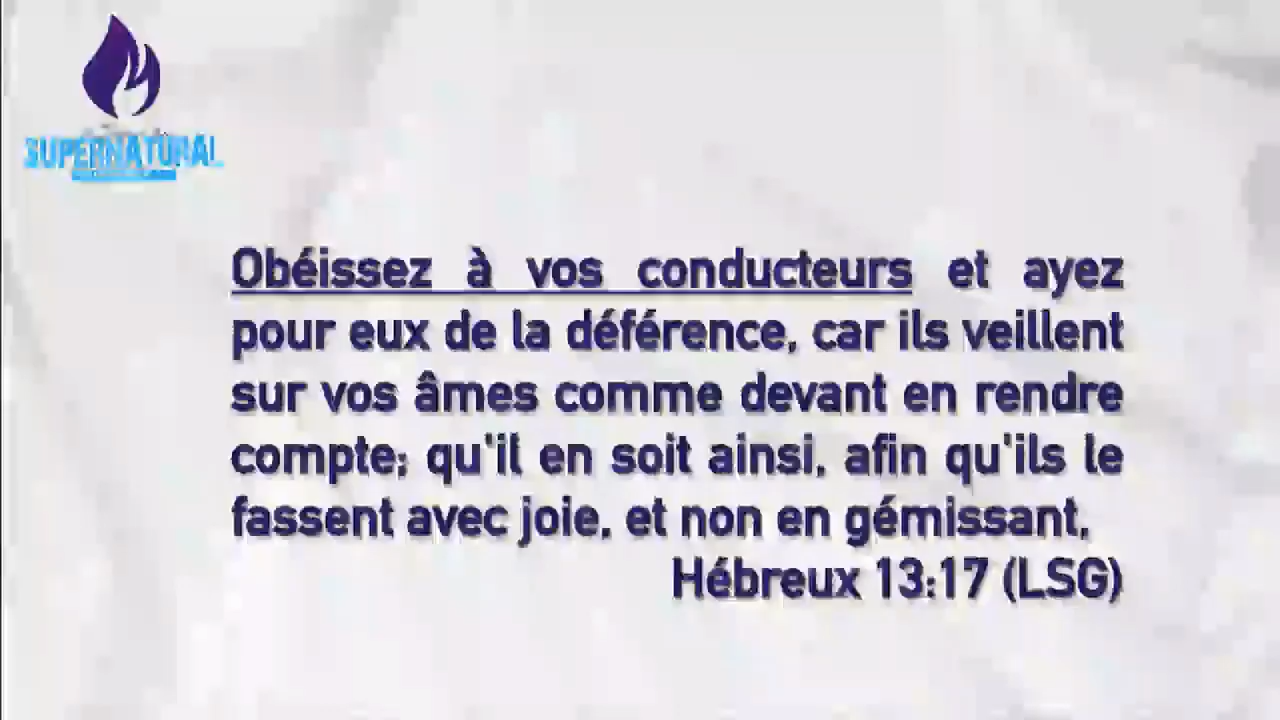 SUPERNATURAL
Obéissez à vos conducteurs et ayez
pour eux de la déférence, car ils veillent
sur vos âmes comme devant en rendre
compte; qu'il en soit ainsi, afin qu'ils le
fassent avec joie, et non en gémissant,
Hébreux 13:17 (LSG)